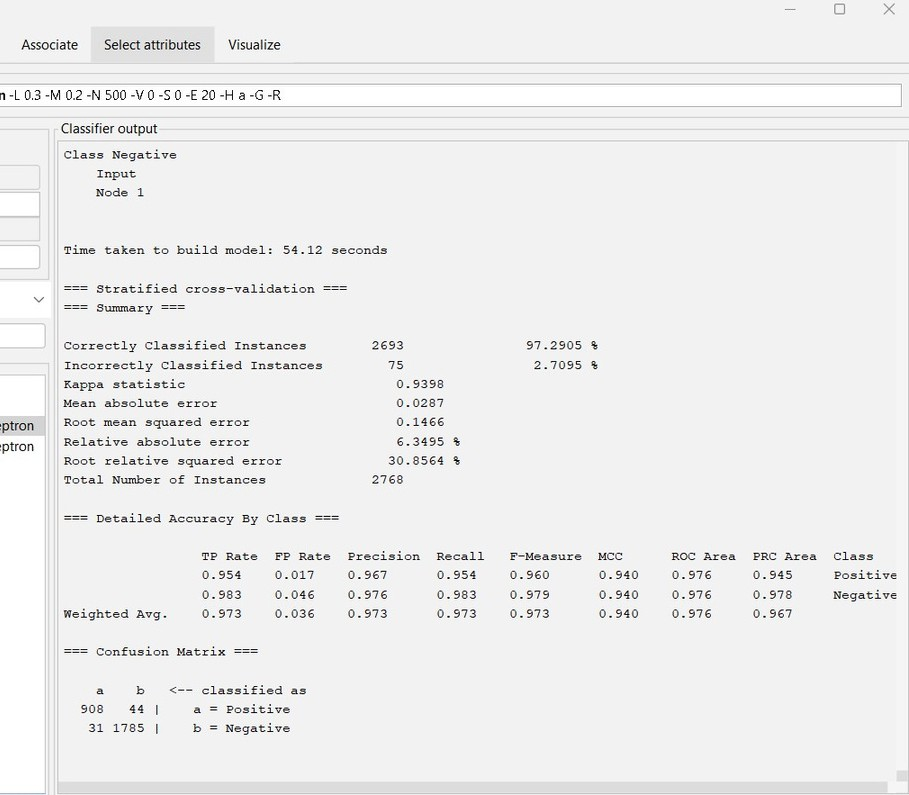 Associate Select attributes Visualize
n -L 0.3 -M 0.2 -N 500 -V 0 -S 0 -E 20 -H a -G -R
Classifier output
Class Negative
Input
Node 1
Time taken to build model: 54.12 seconds
=== Stratified cross-validation ===
=== Summary ===
Correctly Classified Instances 2693 97.2905 %
Incorrectly Classified Instances 75 2.7095 %
Kappa statistic 0.9398
Mean absolute error 0.0287
Root mean squared error 0.1466
Relative absolute error 6.3495 %
Root relative squared error 30.8564 %
Total Number of Instances 2768
eptron
eptron
=== Detailed Accuracy By Class ===
TP Rate FP Rate Precision Recall F-Measure MCC ROC Area PRC Area Class
0.954 0.017 0.967 0.954 0.960 0.940 0.976 0.945 Positive
0.983 0.046 0.976 0.983 0.979 0.940 0.976 0.978 Negative
Weighted Avg. 0.973 0.036 0.973 0.973 0.973 0.940 0.976 0.967
=== Confusion Matrix ===
a b <-- classified as
908 44 | a = Positive
31 1785 | b = Negative